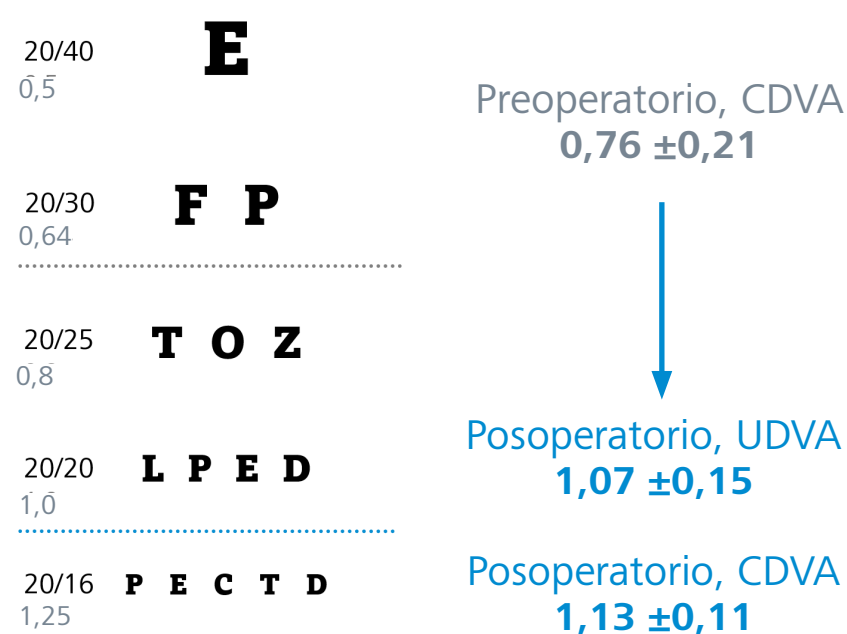 20/40 E
0,5
20/30 F P
0,64
20/25 T O Z
0,8
20/20 L P E D
1,0
20/16 P E C T D
1,25
Preoperatorio, CDVA
0,76 ±0,21
Posoperatorio, UDVA
1,07 ±0,15
Posoperatorio, CDVA
1,13 ±0,11